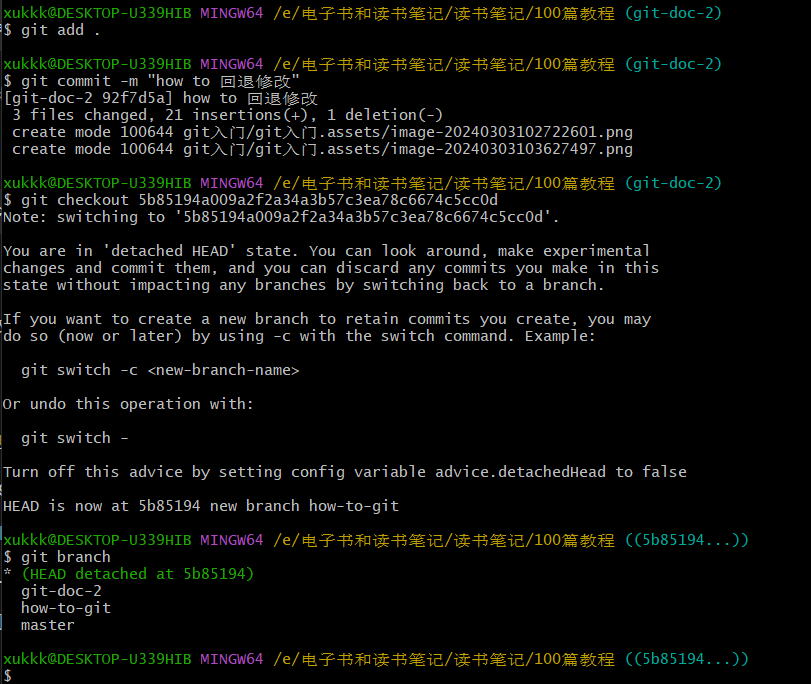 xukkk@DESKTOP-U339HIB MINGW64 /e/电子书和读书笔记/读书笔记/100篇教程 (git-doc-2)
$ git add .
xukkk@DESKTOP-U339HIB MINGW64 /e/电子书和读书笔记/读书笔记/100篇教程 (git-doc-2)
$ git commit -m "how to 回退修改"
[git-doc-2 92f7d5a] how to 回退修改
 3 files changed, 21 insertions(+), 1 deletion(-)
 create mode 100644 git入门/git入门.assets/image-20240303102722601.png
 create mode 100644 git入门/git入门.assets/image-20240303103627497.png
xukkk@DESKTOP-U339HIB MINGW64 /e/电子书和读书笔记/读书笔记/100篇教程 (git-doc-2)
$ git checkout 5b85194a009a2f2a34a3b57c3ea78c6674c5cc0d
Note: switching to '5b85194a009a2f2a34a3b57c3ea78c6674c5cc0d'.
You are in 'detached HEAD' state. You can look around, make experimental
changes and commit them, and you can discard any commits you make in this
state without impacting any branches by switching back to a branch.
If you want to create a new branch to retain commits you create, you may
do so (now or later) by using -c with the switch command. Example:
  git switch -c <new-branch-name>
Or undo this operation with:
  git switch -
Turn off this advice by setting config variable advice.detachedHead to false
HEAD is now at 5b85194 new branch how-to-git
xukkk@DESKTOP-U339HIB MINGW64 /e/电子书和读书笔记/读书笔记/100篇教程 ((5b85194...))
$ git branch
* (HEAD detached at 5b85194)
  git-doc-2
  how-to-git
  master
xukkk@DESKTOP-U339HIB MINGW64 /e/电子书和读书笔记/读书笔记/100篇教程 ((5b85194...))
$